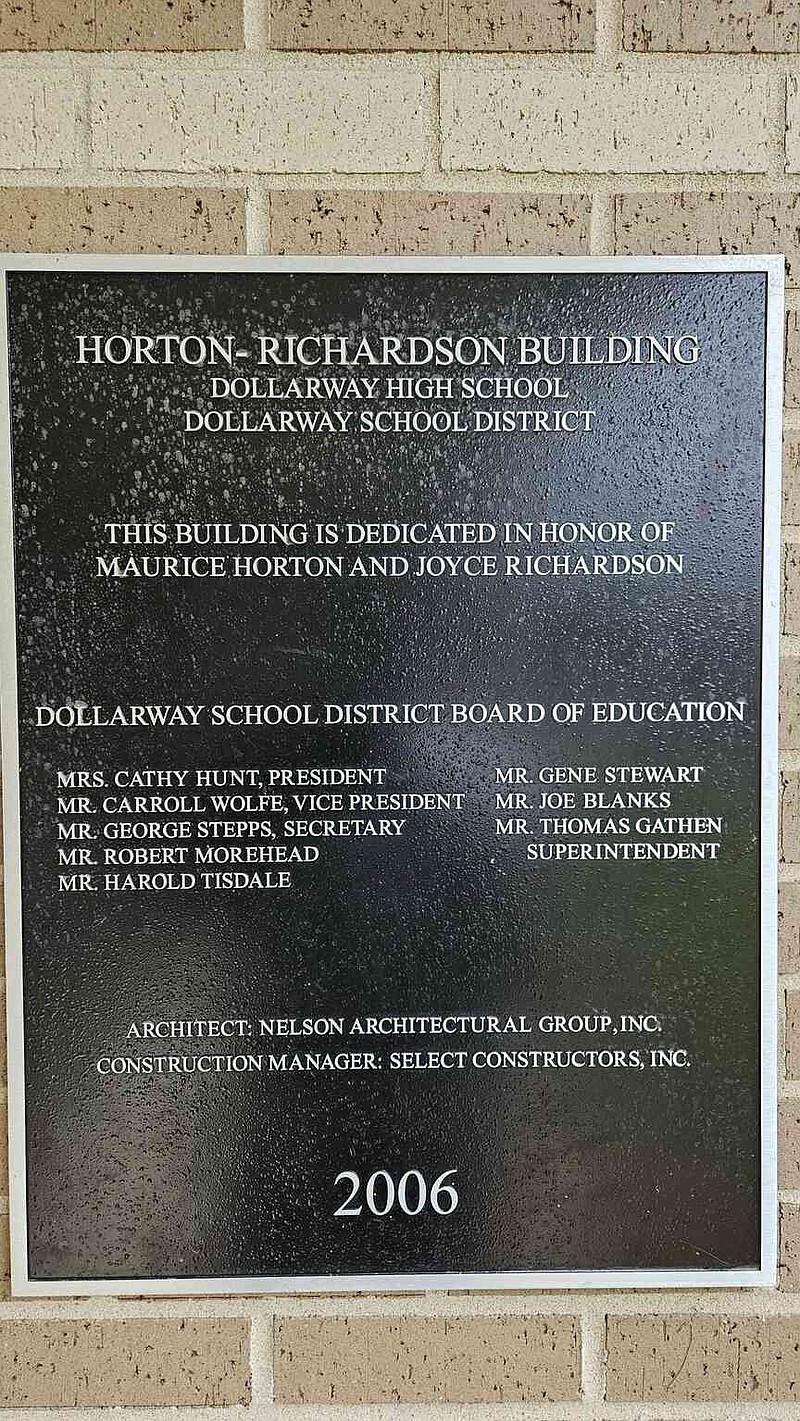 HORTON- RICHARDSON BUILDING
DOLLARWAY HIGH SCHOOL
DOLLARWAY SCHOOL DISTRICT
THIS BUILDING IS DEDICATED IN HONOR OF
MAURICE HORTON AND JOYCE RICHARDSON
DOLLARWAY SCHOOL DISTRICT BOARD OF EDUCATION
MRS. CATHY HUNT, PRESIDENT
MR. CARROLL WOLFE, VICE PRESIDENT
MR. GEORGE STEPPS, SECRETARY
MR. ROBERT MOREHEAD
MR. HAROLD TISDALE
MR. GENE STEWART
MR. JOE BLANKS
MR. THOMAS GATHEN
SUPERINTENDENT
ARCHITECT: NELSON ARCHITECTURAL GROUP, INC.
CONSTRUCTION MANAGER: SELECT CONSTRUCTORS, INC.
2006